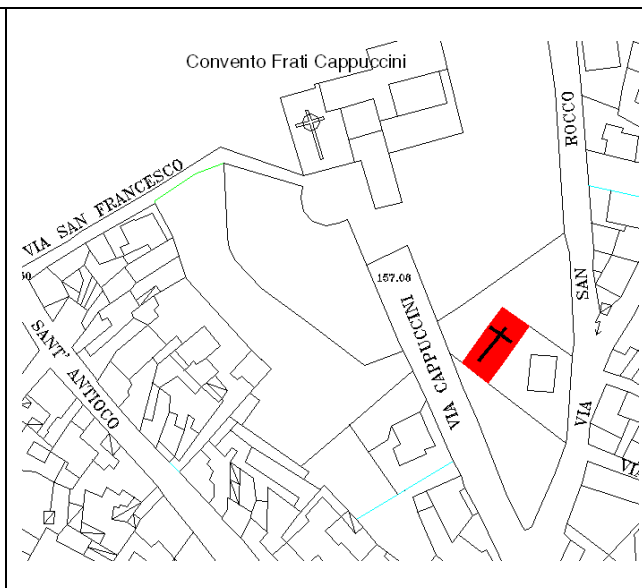 Convento Frati Cappuccini
ROCCO
VIA SAN FRANCESCO
157.08
SAN
SANT' ANTIOCO
VIA CAPPUCCINI
VIA